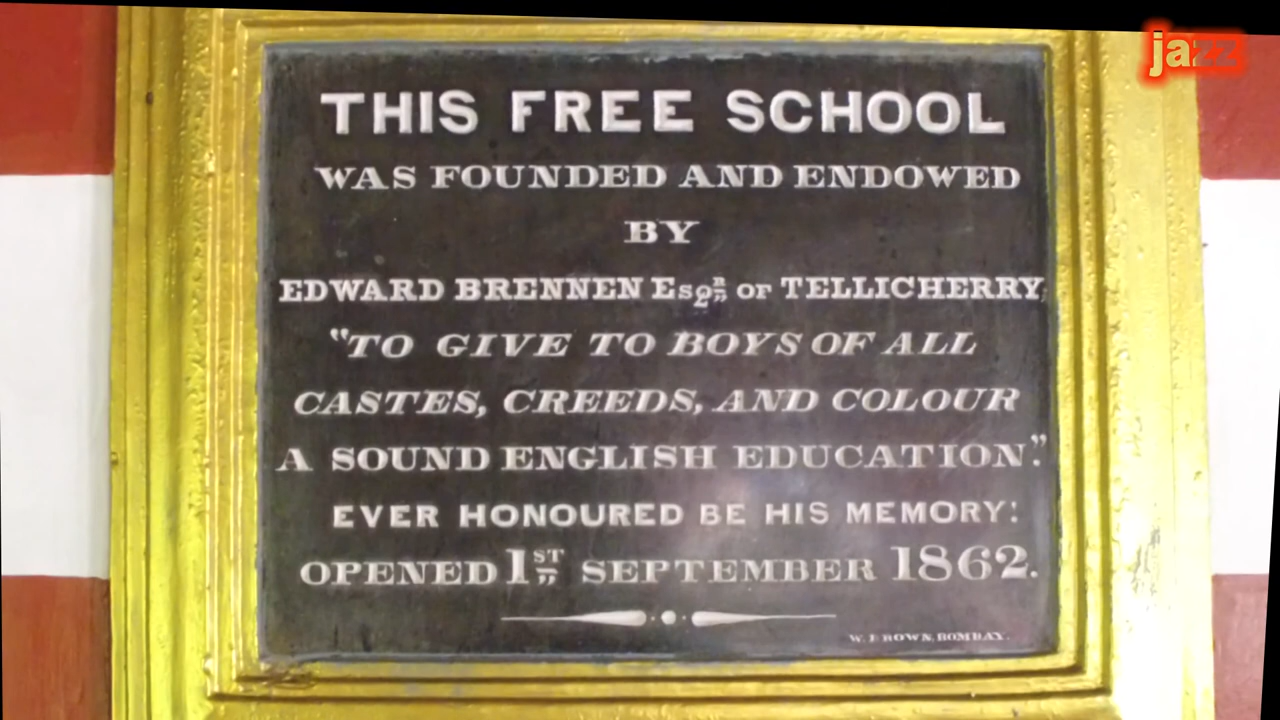 jazz
THIS FREE SCHOOL
WAS FOUNDED AND ENDOWED
BY
EDWARD BRENNEN Esqr. OF TELLICHERRY,
"TO GIVE TO BOYS OF ALL
CASTES, CREEDS, AND COLOUR
A SOUND ENGLISH EDUCATION."
EVER HONOURED BE HIS MEMORY:
OPENED 1ST SEPTEMBER 1862.
W. BROWN, BOMBAY.